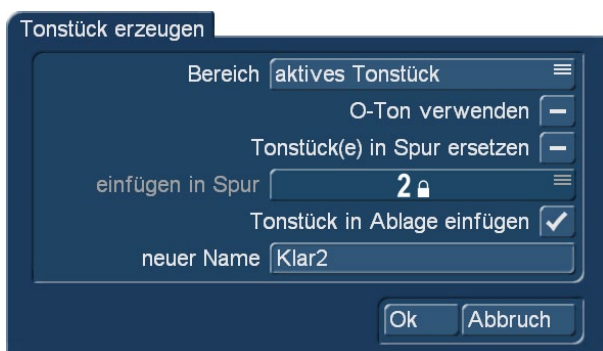 Tonstück erzeugen
Bereich aktives Tonstück
O-Ton verwenden
Tonstück(e) in Spur ersetzen
einfügen in Spur 2
Tonstück in Ablage einfügen
neuer Name Klar2
Ok Abbruch